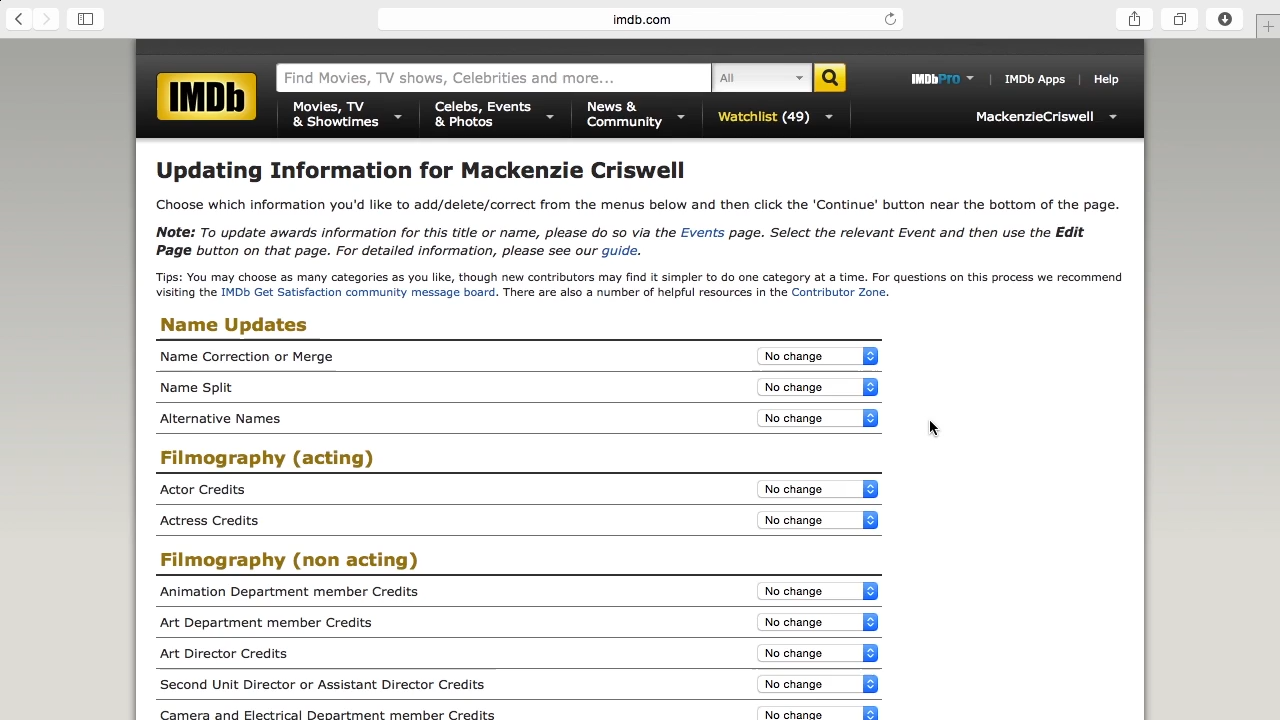 imdb.com
IMDb
Find Movies, TV shows, Celebrities and more...
All
IMDbPro
IMDb Apps
Help
Movies, TV
& Showtimes
Celebs, Events
& Photos
News &
Community
Watchlist (49)
MackenzieCriswell
Updating Information for Mackenzie Criswell
Choose which information you'd like to add/delete/correct from the menus below and then click the 'Continue' button near the bottom of the page.
Note: To update awards information for this title or name, please do so via the Events page. Select the relevant Event and then use the Edit
Page button on that page. For detailed information, please see our guide.
Tips: You may choose as many categories as you like, though new contributors may find it simpler to do one category at a time. For questions on this process we recommend
visiting the IMDb Get Satisfaction community message board. There are also a number of helpful resources in the Contributor Zone.
Name Updates
Name Correction or Merge No change
Name Split No change
Alternative Names No change
Filmography (acting)
Actor Credits No change
Actress Credits No change
Filmography (non acting)
Animation Department member Credits No change
Art Department member Credits No change
Art Director Credits No change
Second Unit Director or Assistant Director Credits No change
Camera and Electrical Department member Credits No change